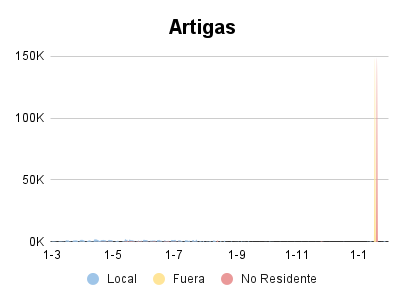 Artigas
150K
100K
50K
0K
1-3 1-5 1-7 1-9 1-11 1-1
Local Fuera No Residente